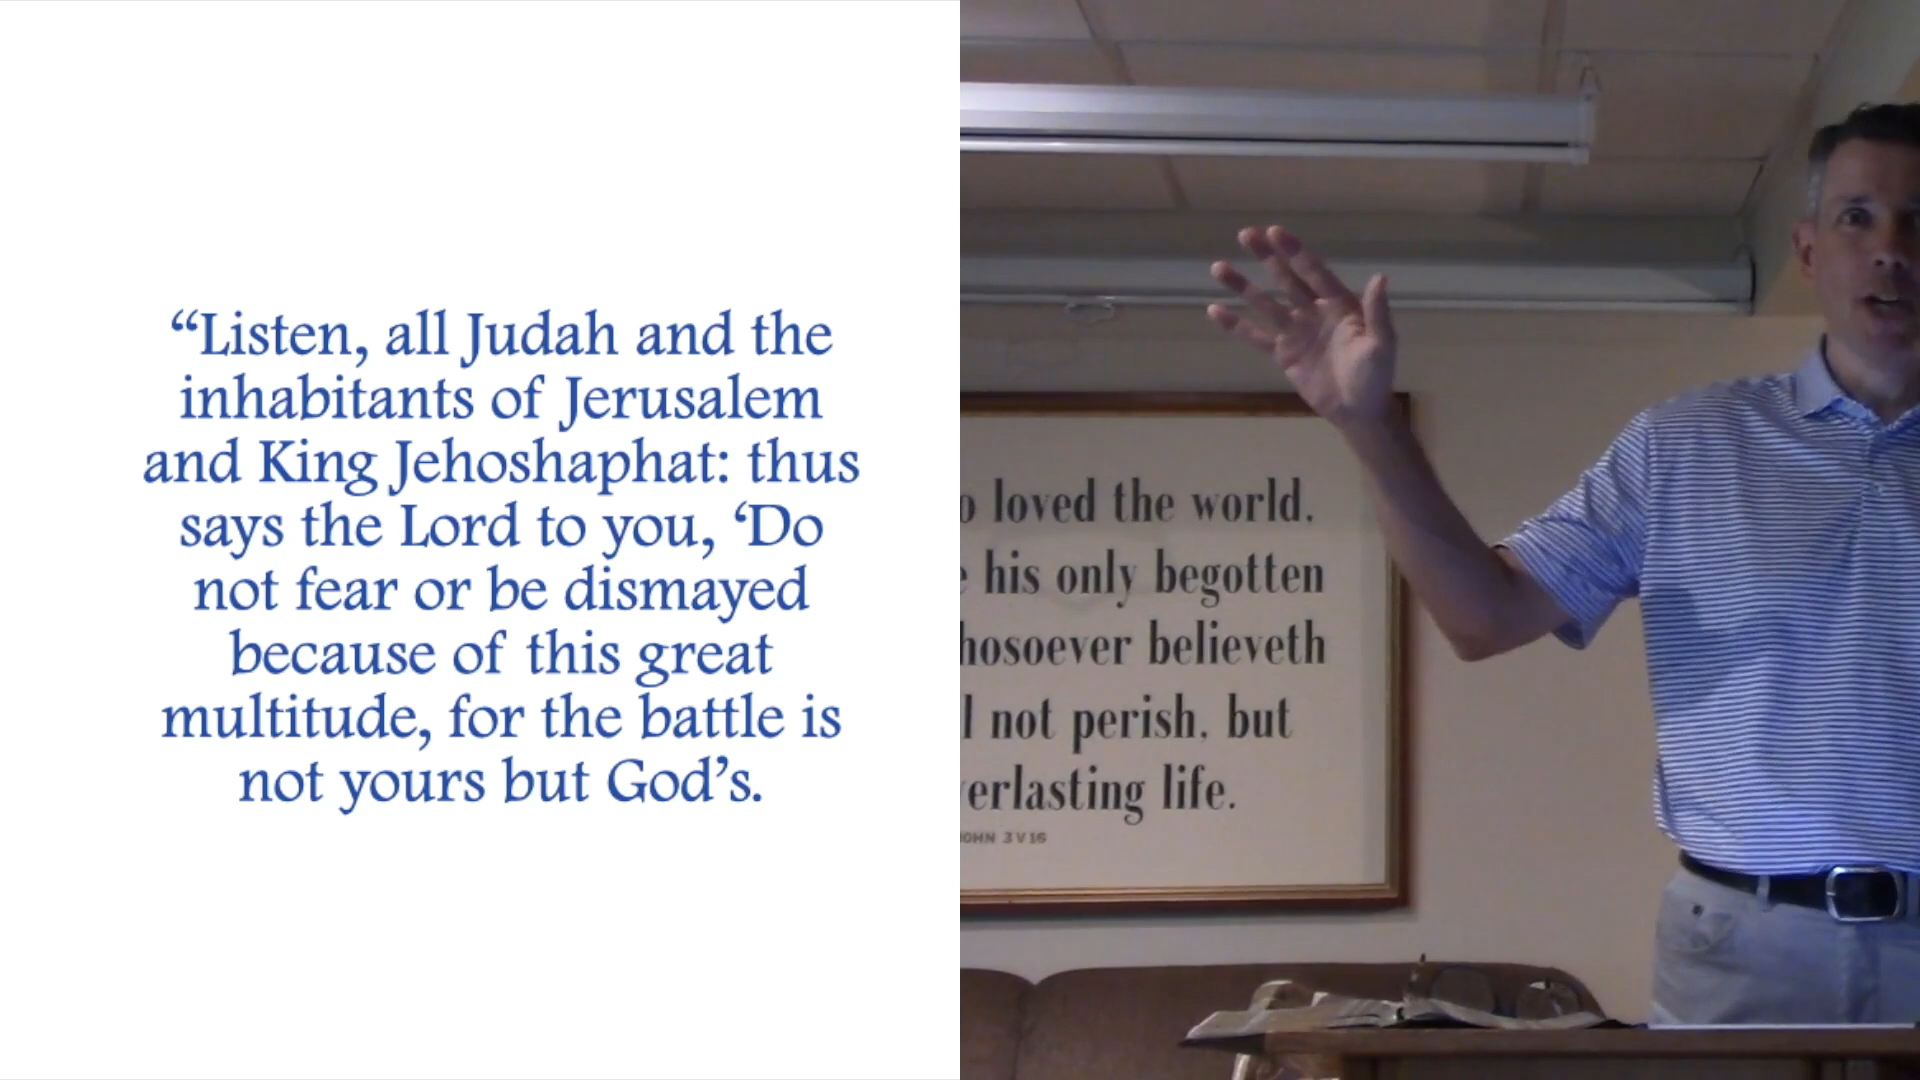 “Listen, all Judah and the
inhabitants of Jerusalem
and King Jehoshaphat: thus
says the Lord to you, ‘Do
not fear or be dismayed
because of this great
multitude, for the battle is
not yours but God’s.
loved the world,
his only begotten
believeth
not perish, but
life.
3 V 16